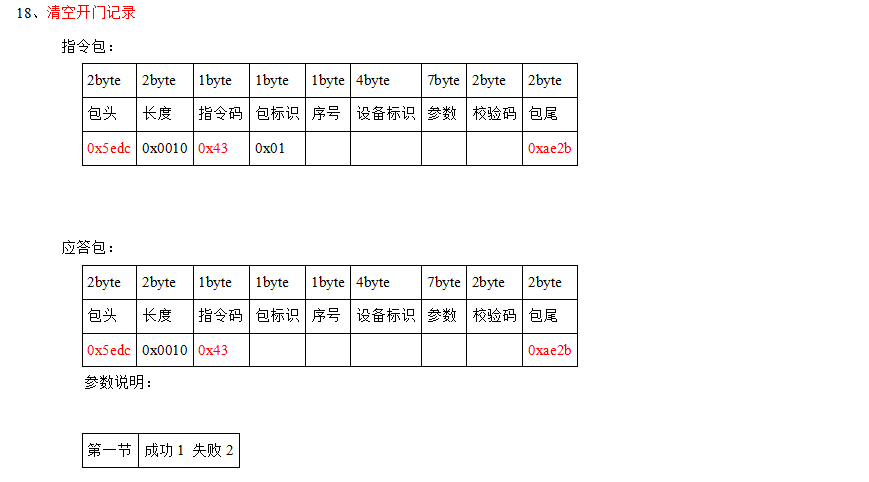 18、清空开门记录
指令包：
2byte 2byte 1byte 1byte 1byte 4byte 7byte 2byte 2byte
包头 长度 指令码 包标识 序号 设备标识 参数 校验码 包尾
0x5edc 0x0010 0x43 0x01 0xae2b
应答包：
2byte 2byte 1byte 1byte 1byte 4byte 7byte 2byte 2byte
包头 长度 指令码 包标识 序号 设备标识 参数 校验码 包尾
0x5edc 0x0010 0x43 0xae2b
参数说明：
第一节 成功 1 失败 2